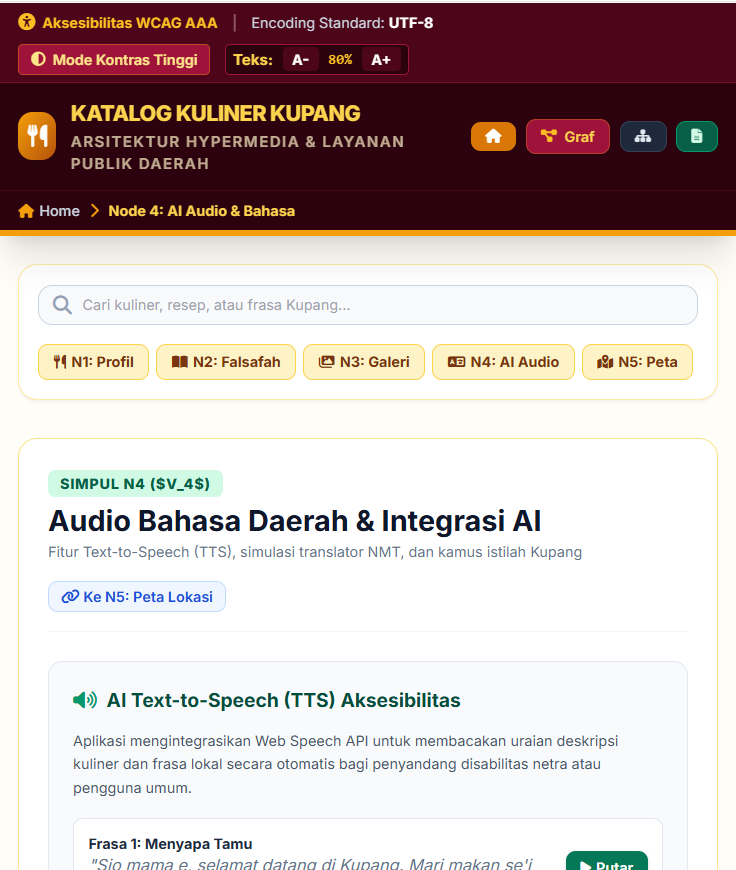 Aksesibilitas WCAG AAA | Encoding Standard: UTF-8
Mode Kontras Tinggi Teks: A- 80% A+
KATALOG KULINER KUPANG
ARSITEKTUR HYPERMEDIA & LAYANAN
PUBLIK DAERAH
Graf
Home > Node 4: AI Audio & Bahasa
Cari kuliner, resep, atau frasa Kupang...
N1: Profil N2: Falsafah N3: Galeri N4: AI Audio N5: Peta
SIMPUL N4 ($V_4$)
Audio Bahasa Daerah & Integrasi AI
Fitur Text-to-Speech (TTS), simulasi translator NMT, dan kamus istilah Kupang
Ke N5: Peta Lokasi
AI Text-to-Speech (TTS) Aksesibilitas
Aplikasi mengintegrasikan Web Speech API untuk membacakan uraian deskripsi
kuliner dan frasa lokal secara otomatis bagi penyandang disabilitas netra atau
pengguna umum.
Frasa 1: Menyapa Tamu
"Sio mama e, selamat datang di Kupang. Mari makan se'i
Putar